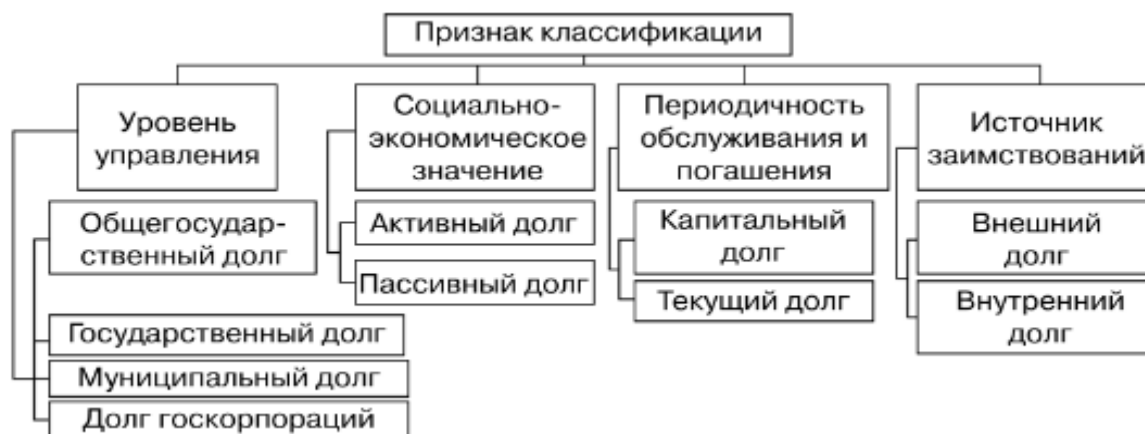 Признак классификации
Уровень
управления
Общегосудар-
ственный долг
Государственный долг
Муниципальный долг
Долг госкорпораций
Социально-
экономическое
значение
Активный долг
Пассивный долг
Периодичность
обслуживания и
погашения
Капитальный
долг
Текущий долг
Источник
заимствований
Внешний
долг
Внутренний
долг